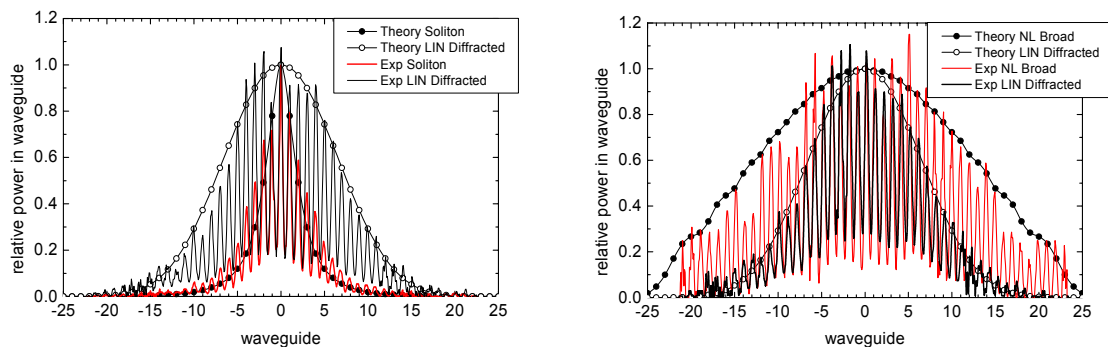 1.2
1.0
0.8
0.6
0.4
0.2
0.0
relative power in waveguide
-25 -20 -15 -10 -5 0 5 10 15 20 25
waveguide
Theory Soliton
Theory LIN Diffracted
Exp Soliton
Exp LIN Diffracted
1.2
1.0
0.8
0.6
0.4
0.2
0.0
relative power in waveguide
-25 -20 -15 -10 -5 0 5 10 15 20 25
waveguide
Theory NL Broad
Theory LIN Diffracted
Exp NL Broad
Exp LIN Diffracted